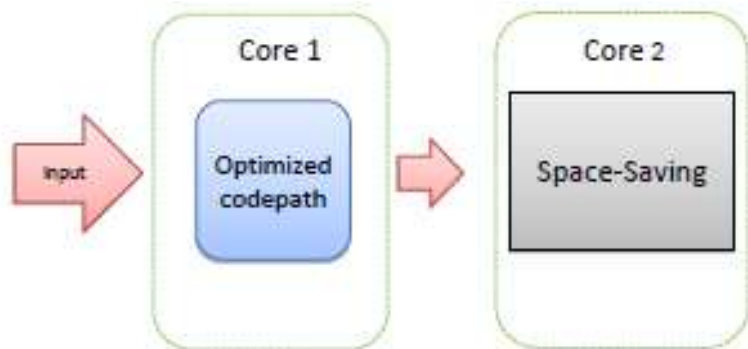 Core 1
Core 2
Input
Optimized
codepath
Space-Saving